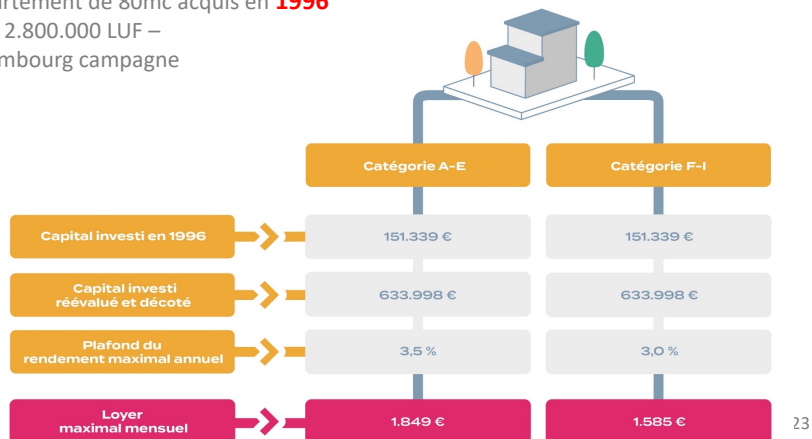 artement de 80mc acquis en 1996
2.800.000 LUF –
mbourg campagne
Catégorie A-E
Catégorie F-I
Capital investi en 1996
151.339 €
151.339 €
Capital investi
réévalué et décoté
633.998 €
633.998 €
Plafond du
rendement maximal annuel
3,5 %
3,0 %
Loyer
maximal mensuel
1.849 €
1.585 €
23